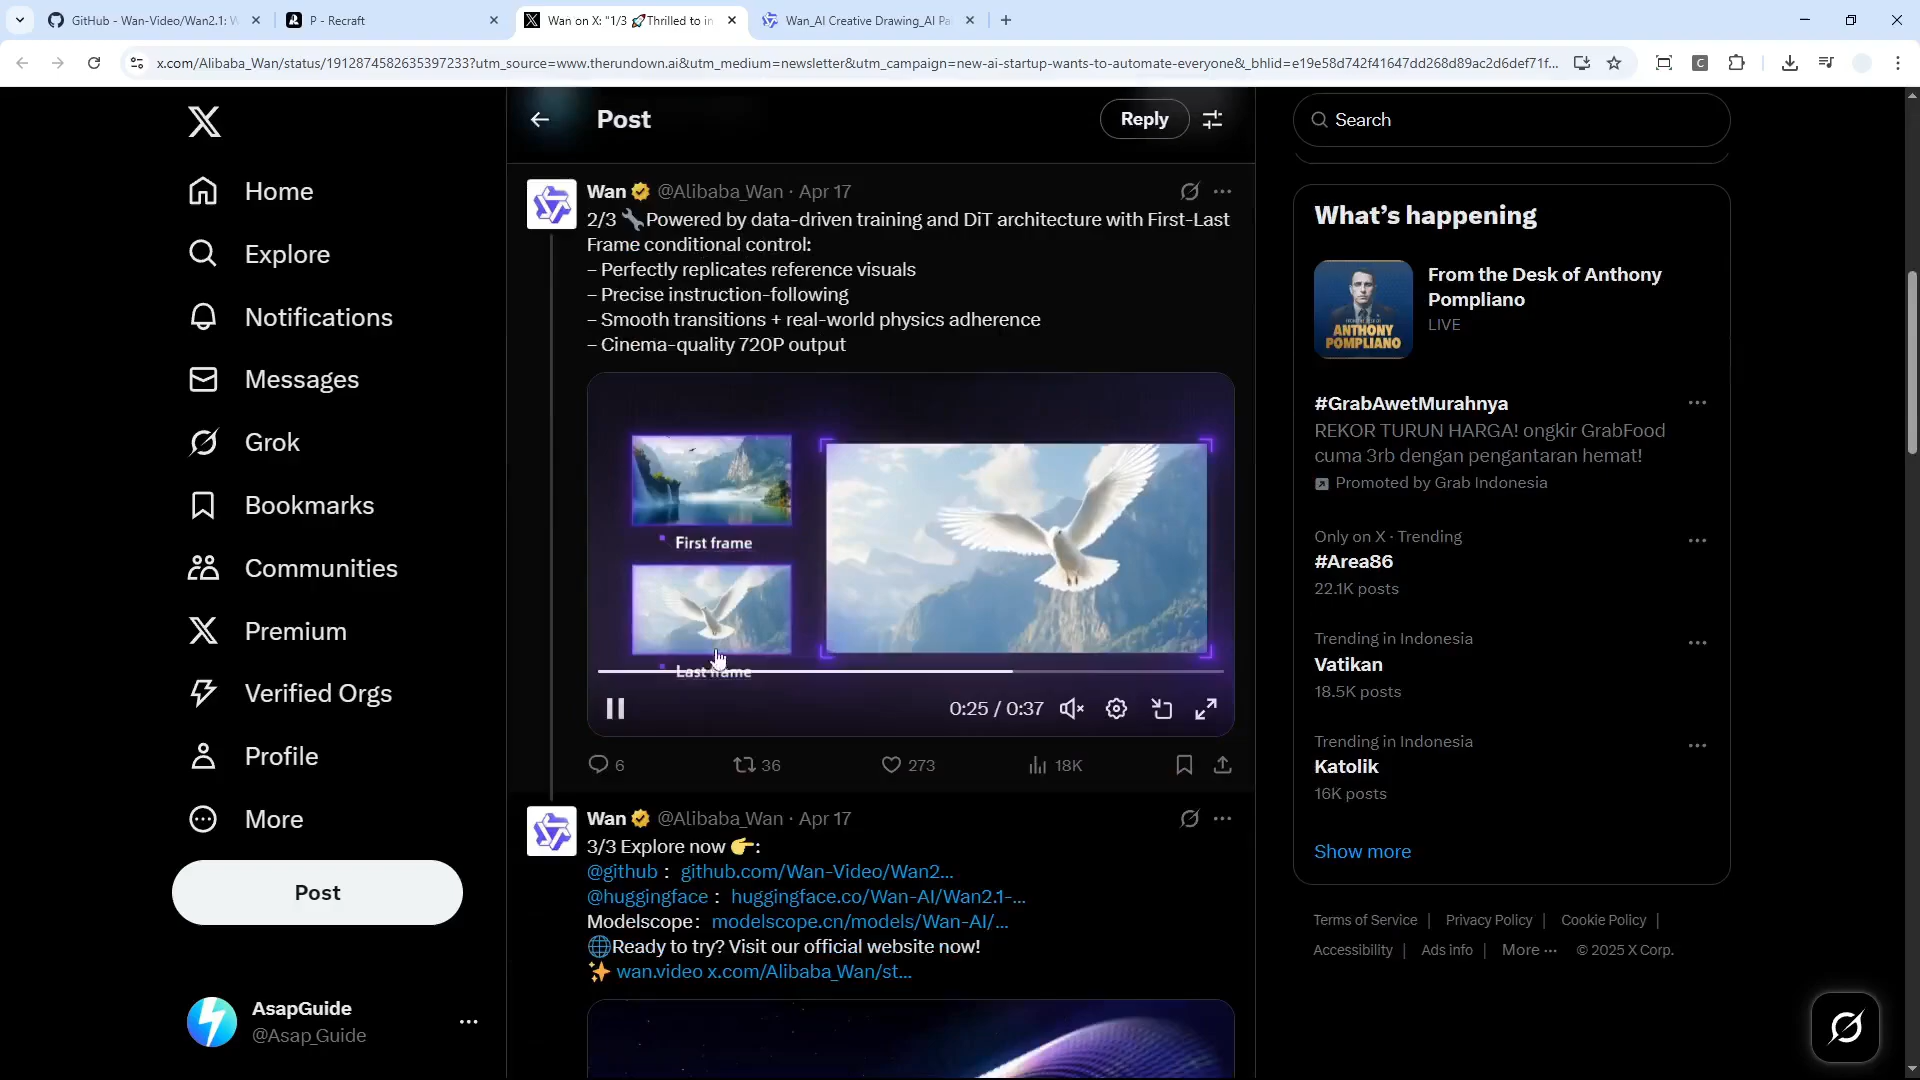 GitHub - Wan-Video/Wan2.1: W
P - Recraft
Wan on X: "1/3 🚀Thrilled to in
Wan_AI Creative Drawing_AI Pa
x.com/Alibaba_Wan/status/1912874582635397233?utm_source=www.therundown.ai&utm_medium=newsletter&utm_campaign=new-ai-startup-wants-to-automate-everyone&_bhlid=e19e58d742f41647dd268d89ac2d6def71f...
Home
Explore
Notifications
Messages
Grok
Bookmarks
Communities
Premium
Verified Orgs
Profile
More
Post
AsapGuide
@Asap_Guide
Post
Reply
Wan @Alibaba_Wan · Apr 17
2/3 🔧Powered by data-driven training and DiT architecture with First-Last
Frame conditional control:
– Perfectly replicates reference visuals
– Precise instruction-following
– Smooth transitions + real-world physics adherence
– Cinema-quality 720P output
First frame
Last frame
0:25 / 0:37
6
36
273
18K
Wan @Alibaba_Wan · Apr 17
3/3 Explore now 👉:
@github： github.com/Wan-Video/Wan2...
@huggingface： huggingface.co/Wan-AI/Wan2.1-...
Modelscope： modelscope.cn/models/Wan-AI/...
🌐Ready to try? Visit our official website now!
✨ wan.video x.com/Alibaba_Wan/st...
Search
What's happening
From the Desk of Anthony
Pompliano
LIVE
ANTHONY
POMPLIANO
#GrabAwetMurahnya
REKOR TURUN HARGA! ongkir GrabFood
cuma 3rb dengan pengantaran hemat!
Promoted by Grab Indonesia
Only on X · Trending
#Area86
22.1K posts
Trending in Indonesia
Vatikan
18.5K posts
Trending in Indonesia
Katolik
16K posts
Show more
Terms of Service | Privacy Policy | Cookie Policy |
Accessibility | Ads info | More ··· © 2025 X Corp.